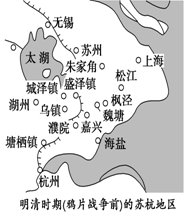 无锡
太湖
苏州
上海
朱家角
城泽镇
盛泽镇
松江
湖州
乌镇
枫泾
魏塘
濮院
嘉兴
塘栖镇
海盐
杭州
明清时期(鸦片战争前)的苏杭地区